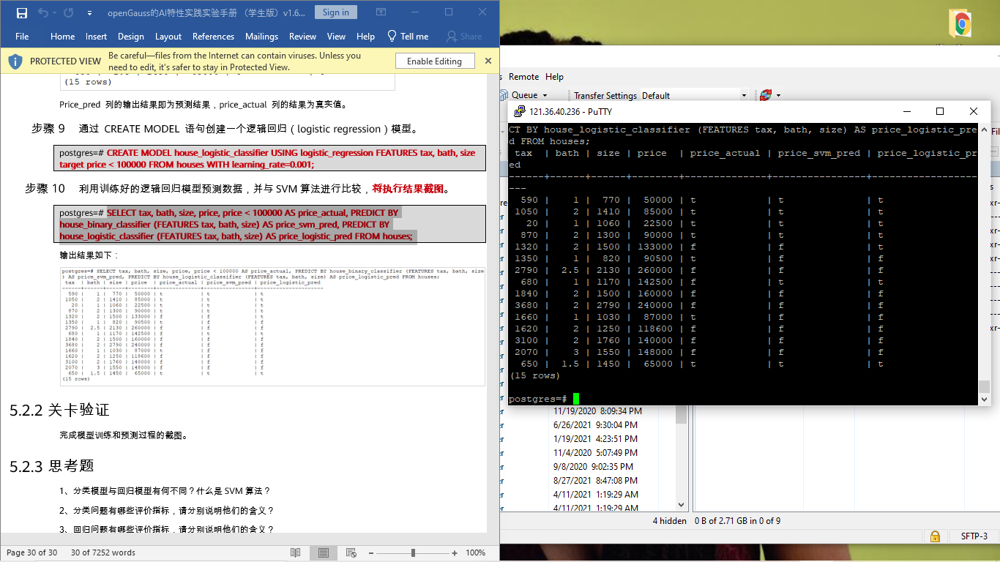 openGauss的AI特性实践实验手册 （学生版）v1.6...
Sign in
File Home Insert Design Layout References Mailings Review View Help Tell me Share
PROTECTED VIEW
Be careful—files from the Internet can contain viruses. Unless you
need to edit, it's safer to stay in Protected View.
Enable Editing
(15 rows)
Price_pred 列的输出结果即为预测结果，price_actual 列的结果为真实值。
步骤 9 通过 CREATE MODEL 语句创建一个逻辑回归（logistic regression）模型。
postgres=# CREATE MODEL house_logistic_classifier USING logistic_regression FEATURES tax, bath, size
target price < 100000 FROM houses WITH learning_rate=0.001;
步骤 10 利用训练好的逻辑回归模型预测数据，并与 SVM 算法进行比较，将执行结果截图。
postgres=# SELECT tax, bath, size, price, price < 100000 AS price_actual, PREDICT BY
house_binary_classifier (FEATURES tax, bath, size) AS price_svm_pred, PREDICT BY
house_logistic_classifier (FEATURES tax, bath, size) AS price_logistic_pred FROM houses;
输出结果如下：
postgres=# SELECT tax, bath, size, price, price < 100000 AS price_actual, PREDICT BY house_binary_classifier (FEATURES tax, bath, size
) AS price_svm_pred, PREDICT BY house_logistic_classifier (FEATURES tax, bath, size) AS price_logistic_pred FROM houses;
tax | bath | size | price | price_actual | price_svm_pred | price_logistic_pred
------+------+------+--------+--------------+----------------+---------------------
590 | 1 | 770 | 50000 | t | t | t
1050 | 2 | 1410 | 85000 | t | t | t
20 | 1 | 1060 | 22500 | t | t | t
870 | 2 | 1300 | 90000 | t | t | t
1320 | 2 | 1500 | 133000 | f | f | f
1350 | 1 | 820 | 90500 | t | f | f
2790 | 2.5 | 2130 | 260000 | f | f | f
680 | 1 | 1170 | 142500 | f | t | t
1840 | 2 | 1500 | 160000 | f | f | f
3680 | 2 | 2790 | 240000 | f | f | f
1660 | 1 | 1030 | 87000 | t | f | f
1620 | 2 | 1250 | 118600 | f | f | f
3100 | 2 | 1760 | 140000 | f | f | f
2070 | 3 | 1550 | 148000 | f | f | f
650 | 1.5 | 1450 | 65000 | t | t | t
(15 rows)
5.2.2 关卡验证
完成模型训练和预测过程的截图。
5.2.3 思考题
1、分类模型与回归模型有何不同？什么是 SVM 算法？
2、分类问题有哪些评价指标，请分别说明他们的含义？
3、回归问题有哪些评价指标，请分别说明他们的含义？
Page 30 of 30 30 of 7252 words 100%
Remote Help
Queue Transfer Settings Default
121.36.40.236 - PuTTY
CT BY house_logistic_classifier (FEATURES tax, bath, size) AS price_logistic_pre
d FROM houses;
tax | bath | size | price | price_actual | price_svm_pred | price_logistic_pr
ed
------+------+------+--------+--------------+----------------+------------------
---
590 | 1 | 770 | 50000 | t | t | t
1050 | 2 | 1410 | 85000 | t | t | t
20 | 1 | 1060 | 22500 | t | t | t
870 | 2 | 1300 | 90000 | t | t | t
1320 | 2 | 1500 | 133000 | f | f | f
1350 | 1 | 820 | 90500 | t | f | f
2790 | 2.5 | 2130 | 260000 | f | f | f
680 | 1 | 1170 | 142500 | f | t | t
1840 | 2 | 1500 | 160000 | f | f | f
3680 | 2 | 2790 | 240000 | f | f | f
1660 | 1 | 1030 | 87000 | t | f | f
1620 | 2 | 1250 | 118600 | f | f | f
3100 | 2 | 1760 | 140000 | f | f | f
2070 | 3 | 1550 | 148000 | f | f | f
650 | 1.5 | 1450 | 65000 | t | t | t
(15 rows)
postgres=#
11/19/2020 8:09:34 PM
6/26/2021 9:30:04 PM
1/19/2021 4:23:51 PM
11/4/2020 5:07:49 PM
9/8/2020 9:02:35 PM
8/27/2021 8:47:08 PM
4/11/2021 1:19:29 AM
4/11/2021 1:19:29 AM
4 hidden 0 B of 2.71 GB in 0 of 9
SFTP-3